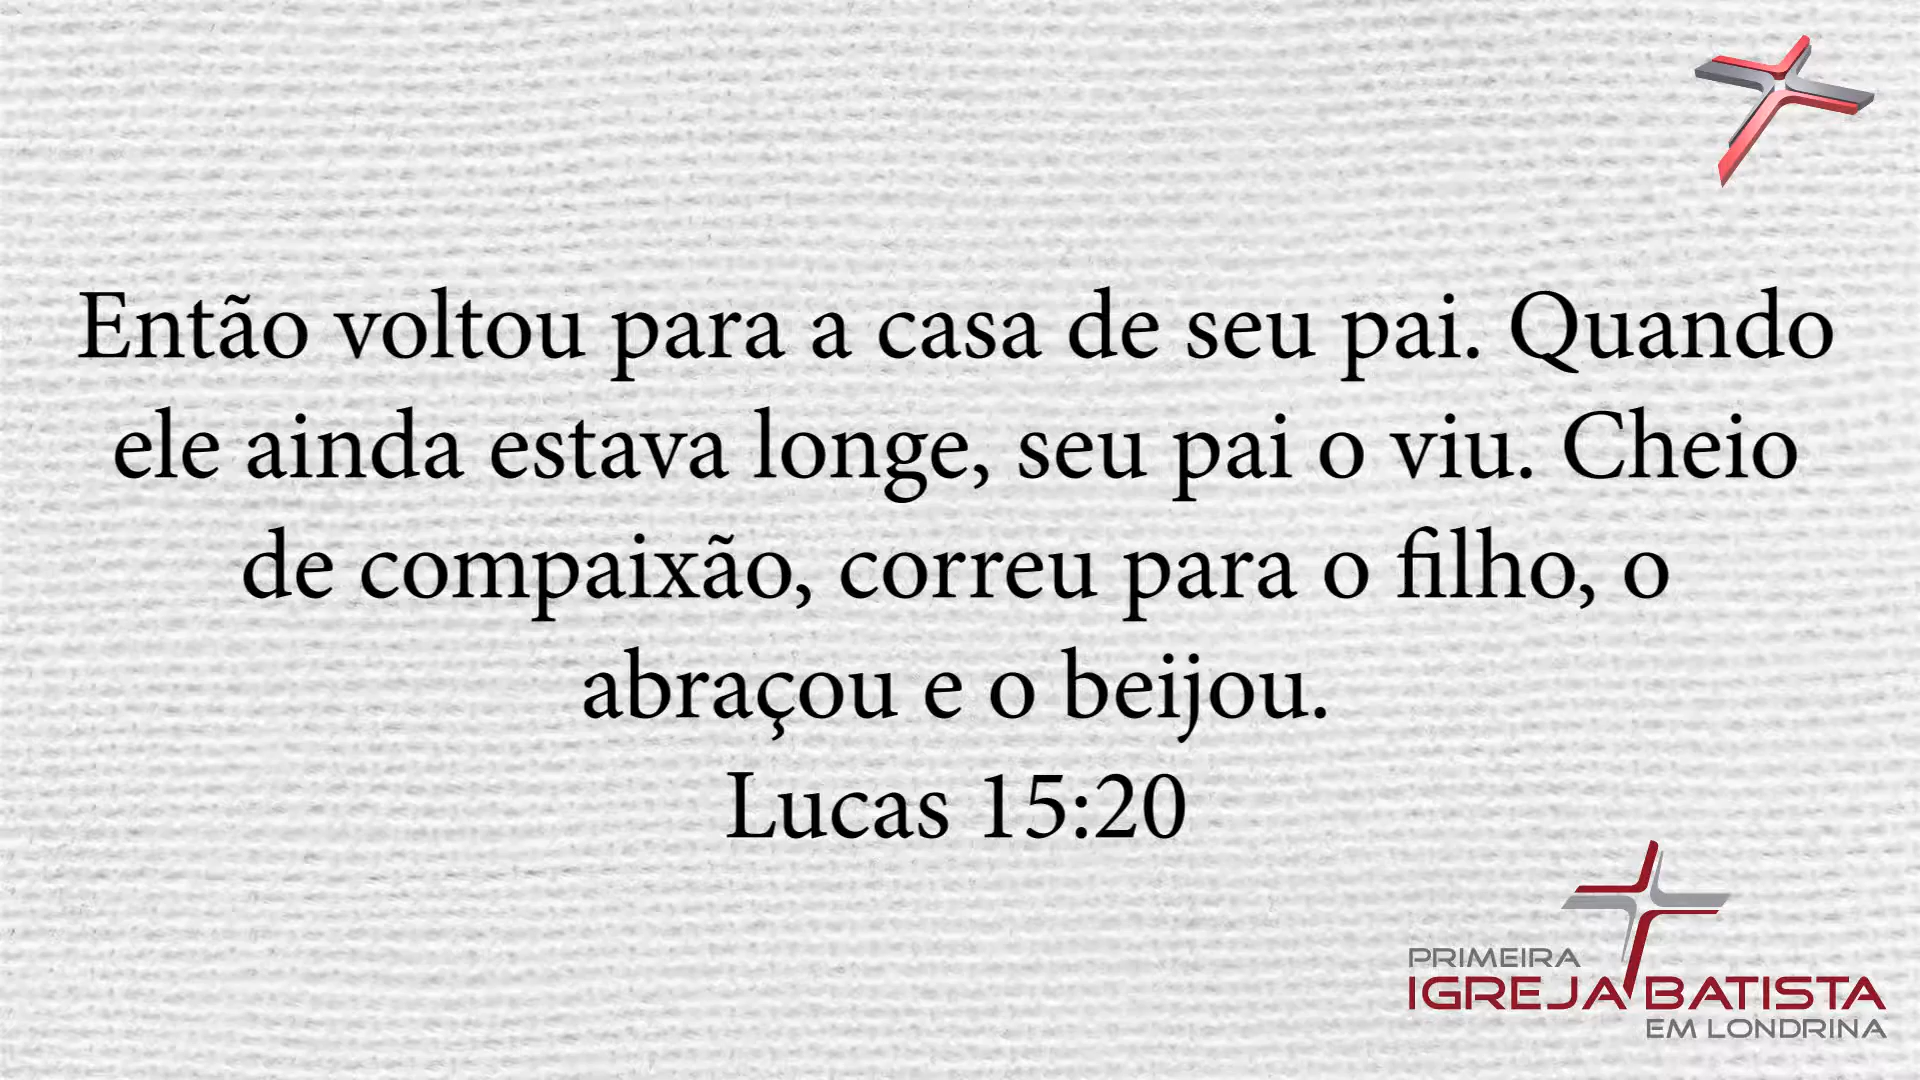 Então voltou para a casa de seu pai. Quando
ele ainda estava longe, seu pai o viu. Cheio
de compaixão, correu para o filho, o
abraçou e o beijou.
Lucas 15:20
PRIMEIRA
IGREJA BATISTA
EM LONDRINA